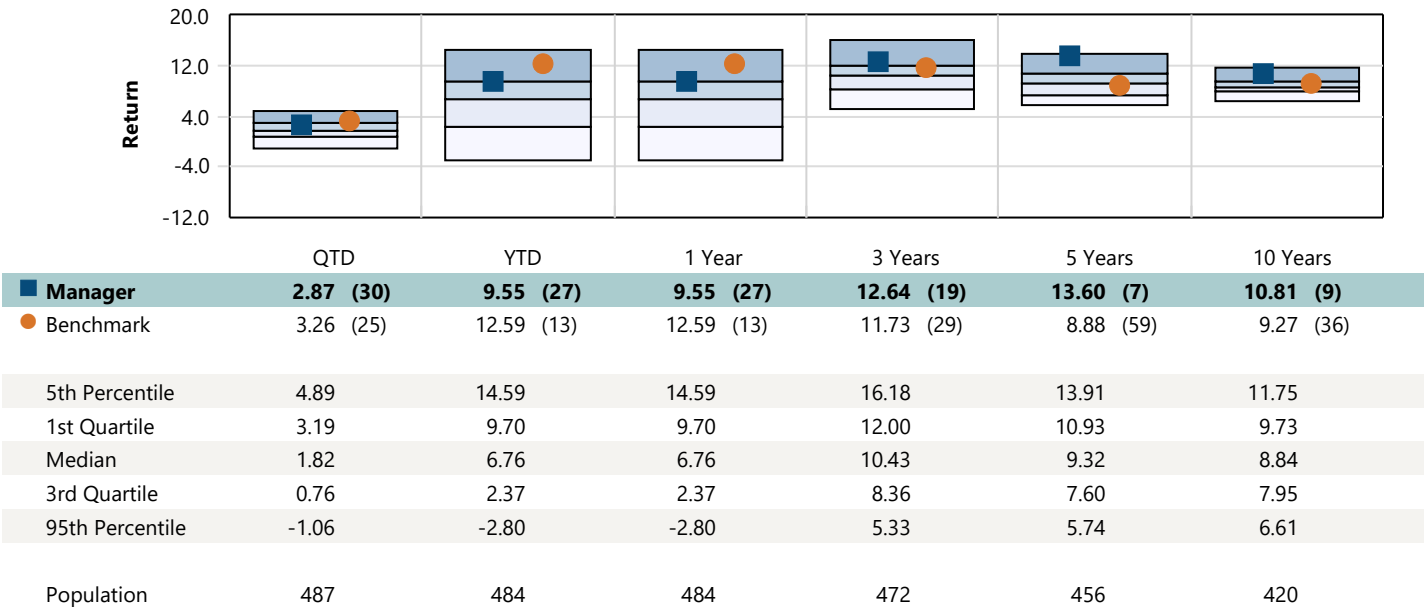 20.0
12.0
4.0
-4.0
-12.0
Return
QTD YTD 1 Year 3 Years 5 Years 10 Years
Manager 2.87 (30) 9.55 (27) 9.55 (27) 12.64 (19) 13.60 (7) 10.81 (9)
Benchmark 3.26 (25) 12.59 (13) 12.59 (13) 11.73 (29) 8.88 (59) 9.27 (36)
5th Percentile 4.89 14.59 14.59 16.18 13.91 11.75
1st Quartile 3.19 9.70 9.70 12.00 10.93 9.73
Median 1.82 6.76 6.76 10.43 9.32 8.84
3rd Quartile 0.76 2.37 2.37 8.36 7.60 7.95
95th Percentile -1.06 -2.80 -2.80 5.33 5.74 6.61
Population 487 484 484 472 456 420